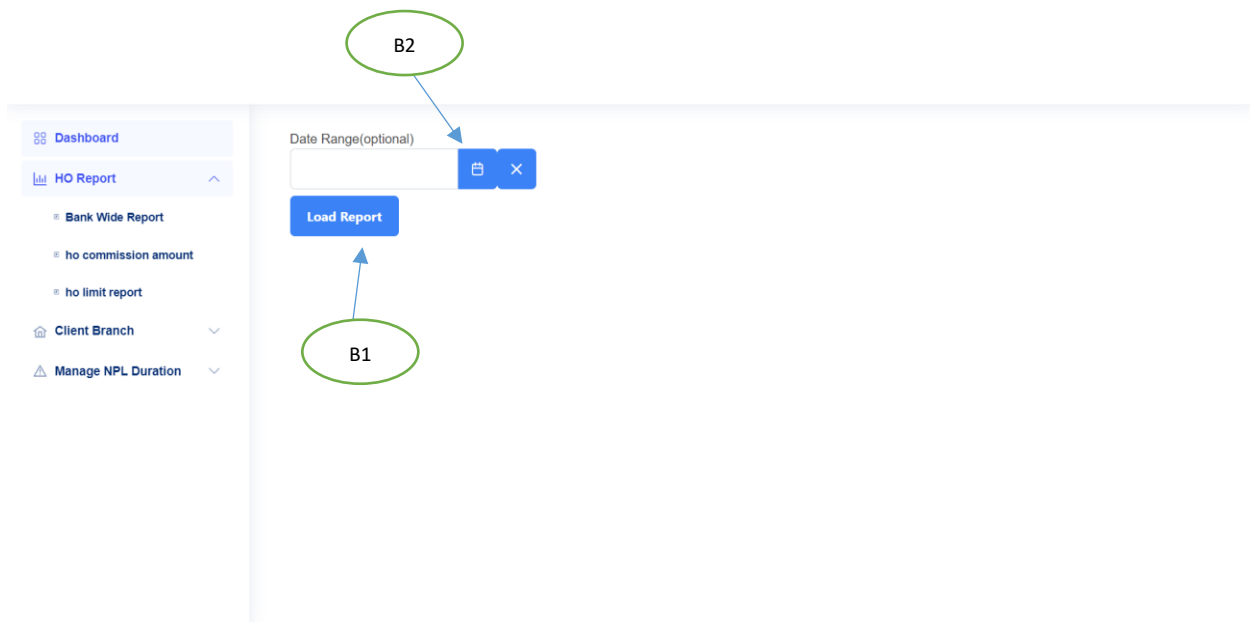 B2
Dashboard
HO Report
Bank Wide Report
ho commission amount
ho limit report
Client Branch
Manage NPL Duration
Date Range(optional)
Load Report
B1